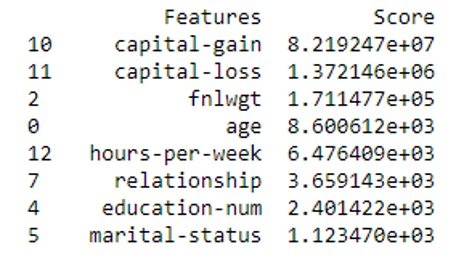 Features Score
10 capital-gain 8.219247e+07
11 capital-loss 1.372146e+06
2 fnlwgt 1.711477e+05
0 age 8.600612e+03
12 hours-per-week 6.476409e+03
7 relationship 3.659143e+03
4 education-num 2.401422e+03
5 marital-status 1.123470e+03